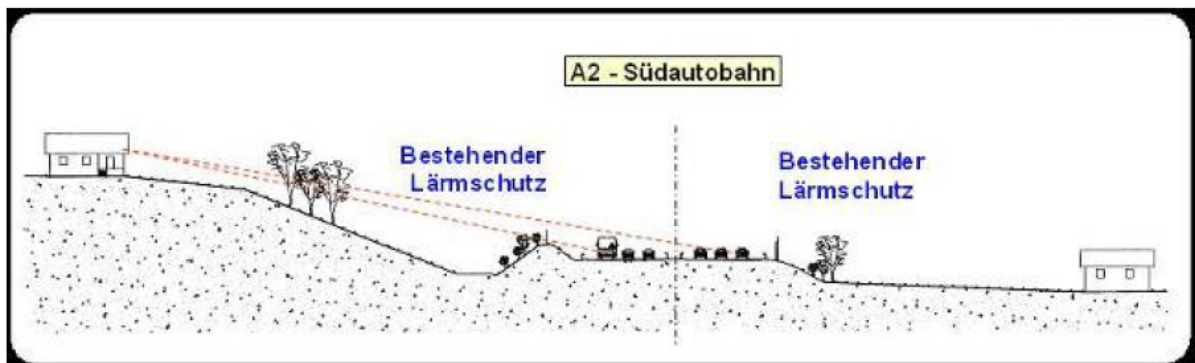 A2 - Südautobahn
Bestehender
Lärmschutz
Bestehender
Lärmschutz